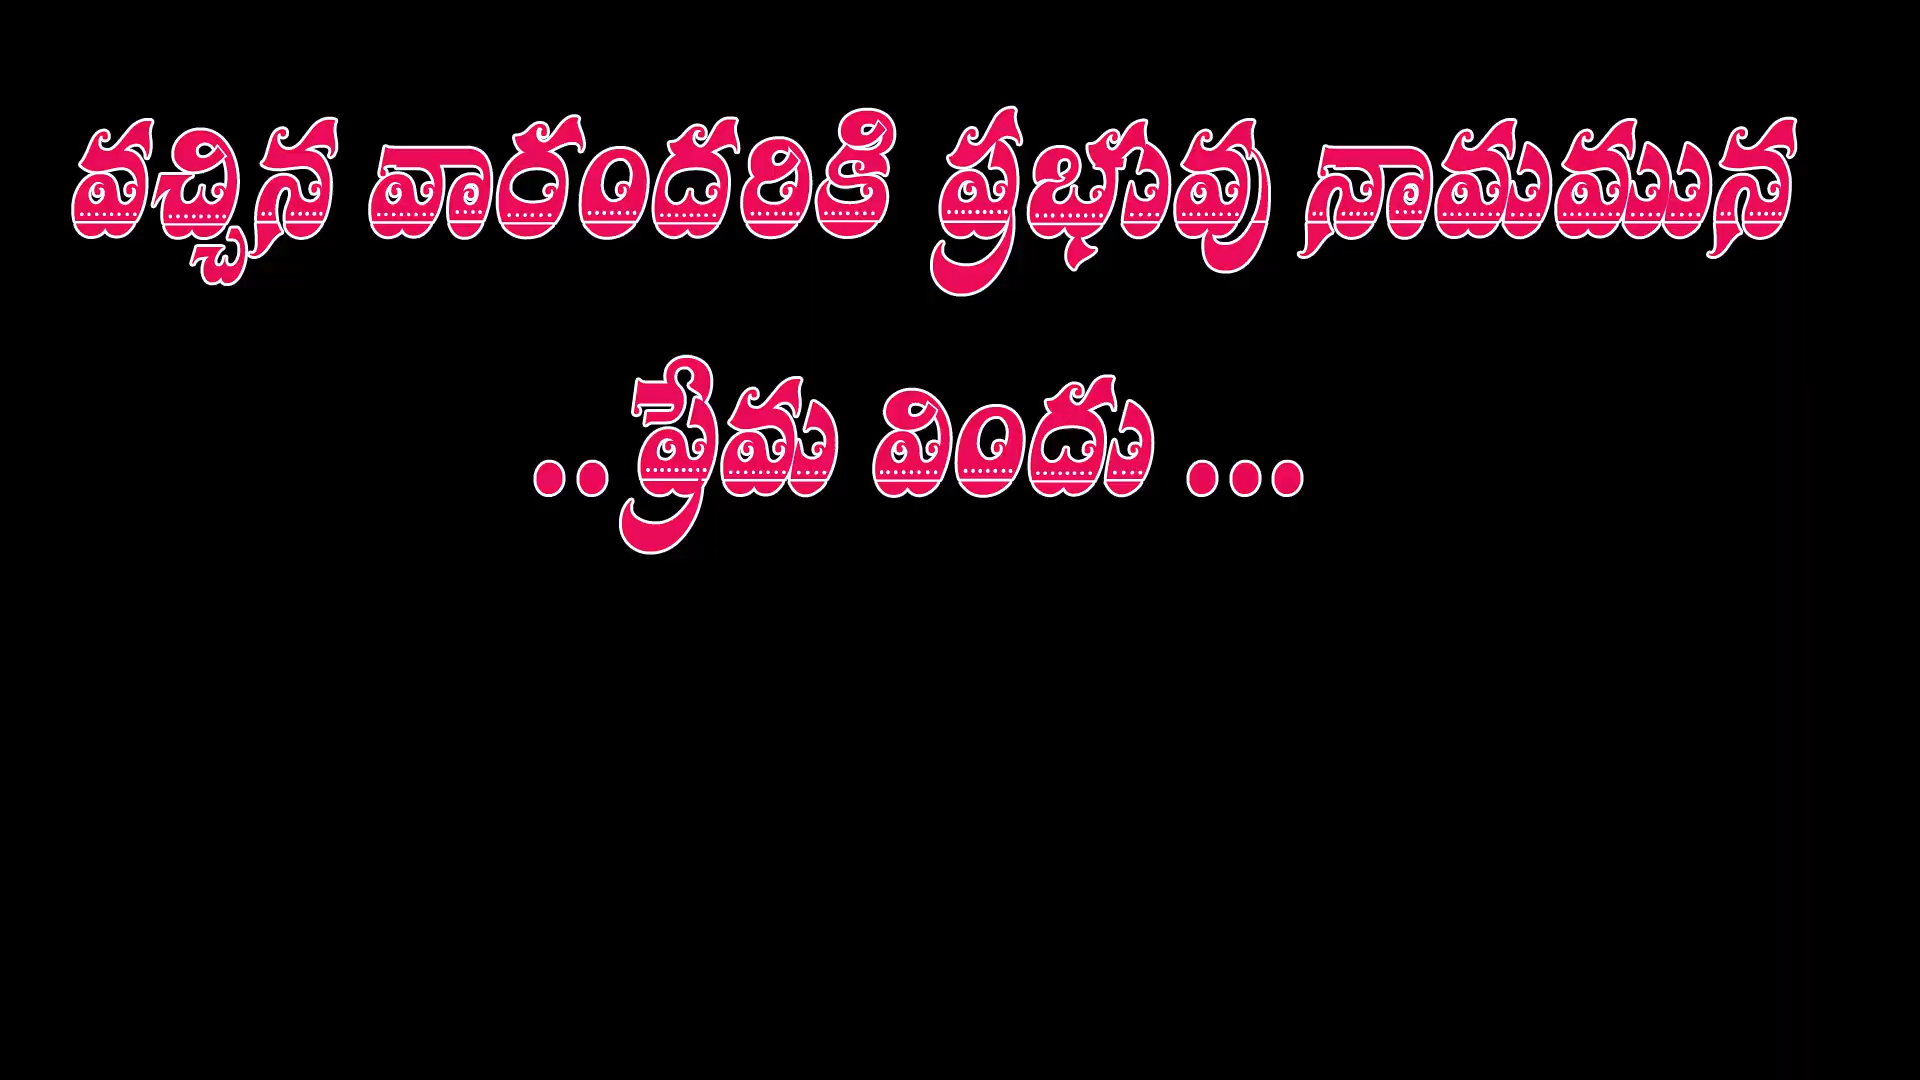 వచ్చిన వారందరికి ప్రభువు నామమున
.. ప్రేమ విందు ...